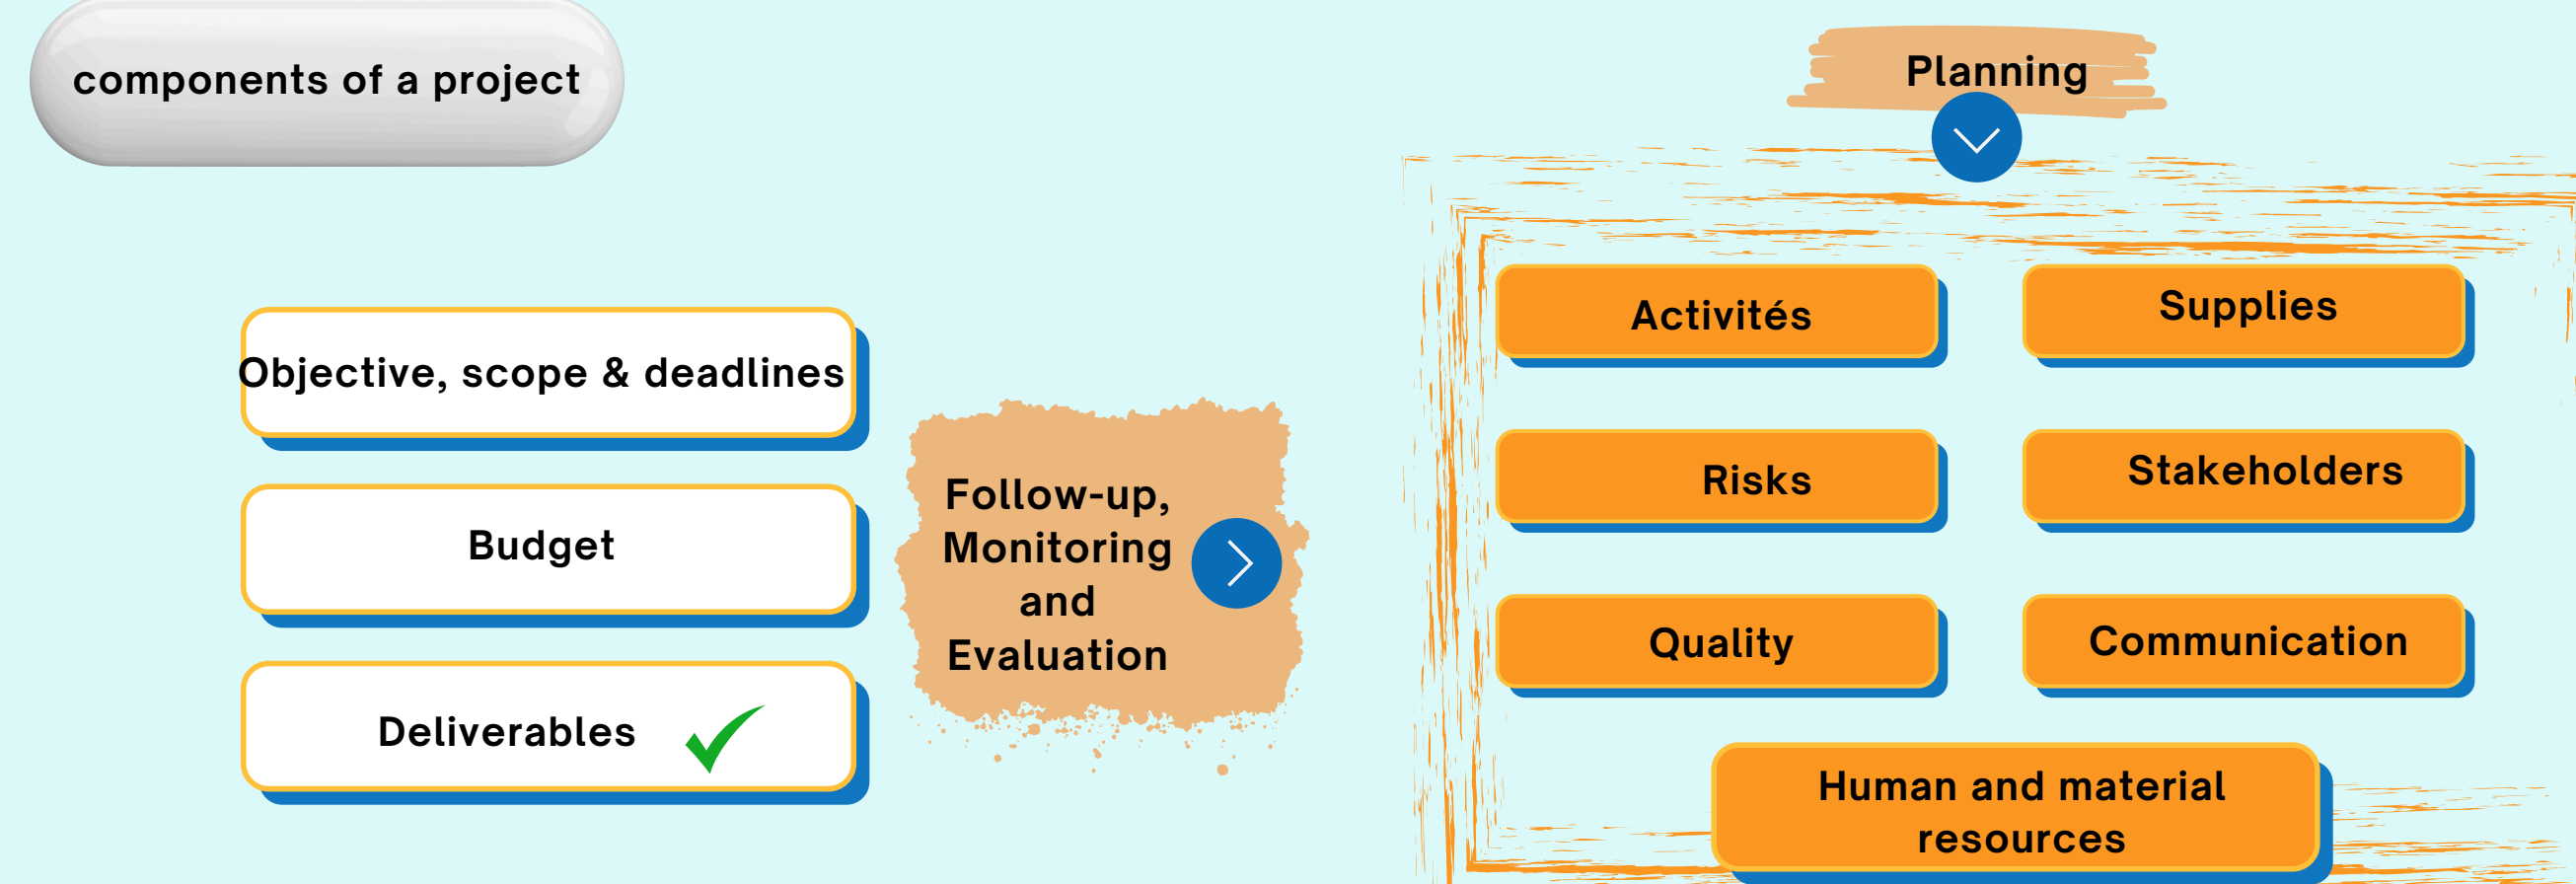 components of a project
Objective, scope & deadlines
Budget
Deliverables
Follow-up,
Monitoring
and
Evaluation
Planning
Activités
Supplies
Risks
Stakeholders
Quality
Communication
Human and material
resources